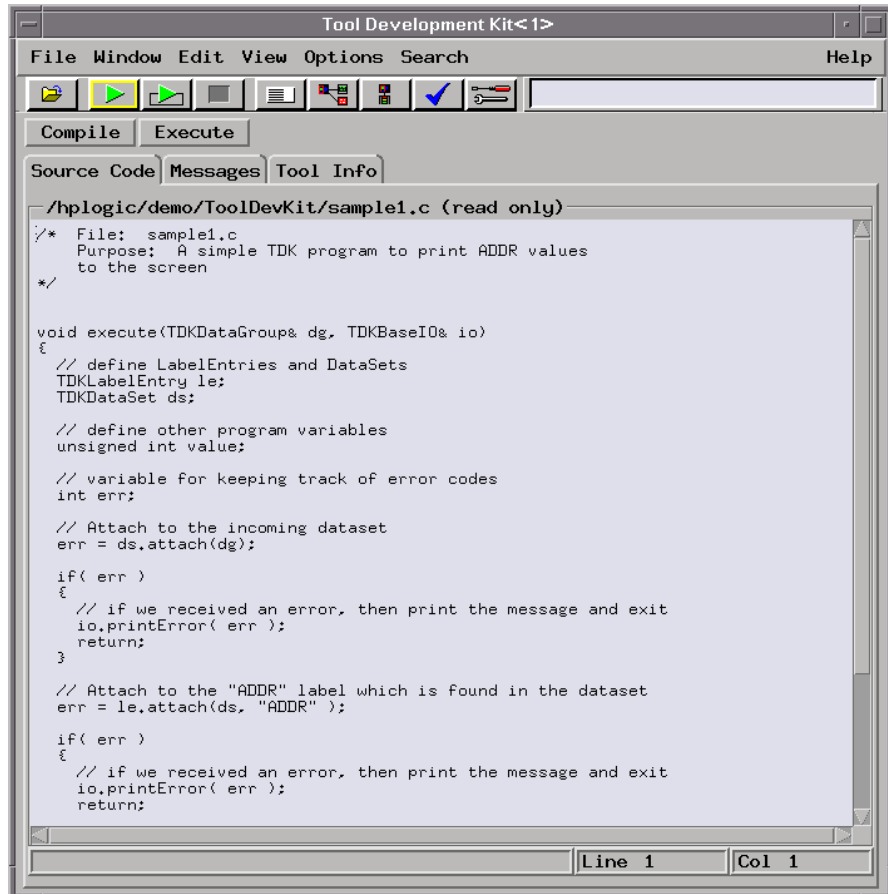 Tool Development Kit<1>
File Window Edit View Options Search Help
Compile Execute
Source Code Messages Tool Info
/hplogic/demo/ToolDevKit/sample1.c (read only)
/*  File:  sample1.c
    Purpose:  A simple TDK program to print ADDR values
    to the screen
*/
void execute(TDKDataGroup& dg, TDKBaseIO& io)
{
  // define LabelEntries and DataSets
  TDKLabelEntry le;
  TDKDataSet ds;
  // define other program variables
  unsigned int value;
  // variable for keeping track of error codes
  int err;
  // Attach to the incoming dataset
  err = ds.attach(dg);
  if( err )
  {
    // if we received an error, then print the message and exit
    io.printError( err );
    return;
  }
  // Attach to the "ADDR" label which is found in the dataset
  err = le.attach(ds, "ADDR" );
  if( err )
  {
    // if we received an error, then print the message and exit
    io.printError( err );
    return;
Line 1 Col 1